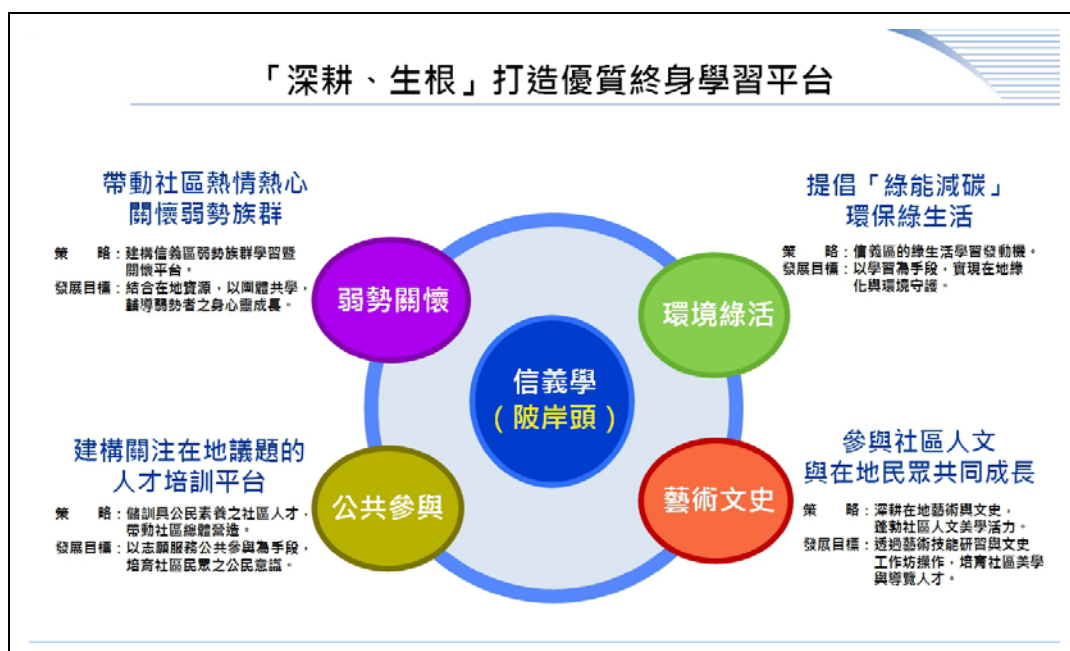 「深耕、生根」打造優質終身學習平台
帶動社區熱情熱心
關懷弱勢族群
策　　略：建構信義區弱勢族群學習暨
關懷平台。
發展目標：結合在地資源，以團體共學，
輔導弱勢者之身心靈成長。
弱勢關懷
提倡「綠能減碳」
環保綠生活
策　　略：信義區的綠生活學習發動機。
發展目標：以學習為手段，實現在地綠
化與環境守護。
環境綠活
信義學
（陂岸頭）
建構關注在地議題的
人才培訓平台
策　　略：儲訓具公民素養之社區人才，
帶動社區總體營造。
發展目標：以志願服務公共參與為手段，
培育社區民眾之公民意識。
公共參與
參與社區人文
與在地民眾共同成長
策　　略：深耕在地藝術與文史，
蓬勃社區人文美學活力。
發展目標：透過藝術技能研習與文史
工作坊操作，培育社區美學
與導覽人才。
藝術文史